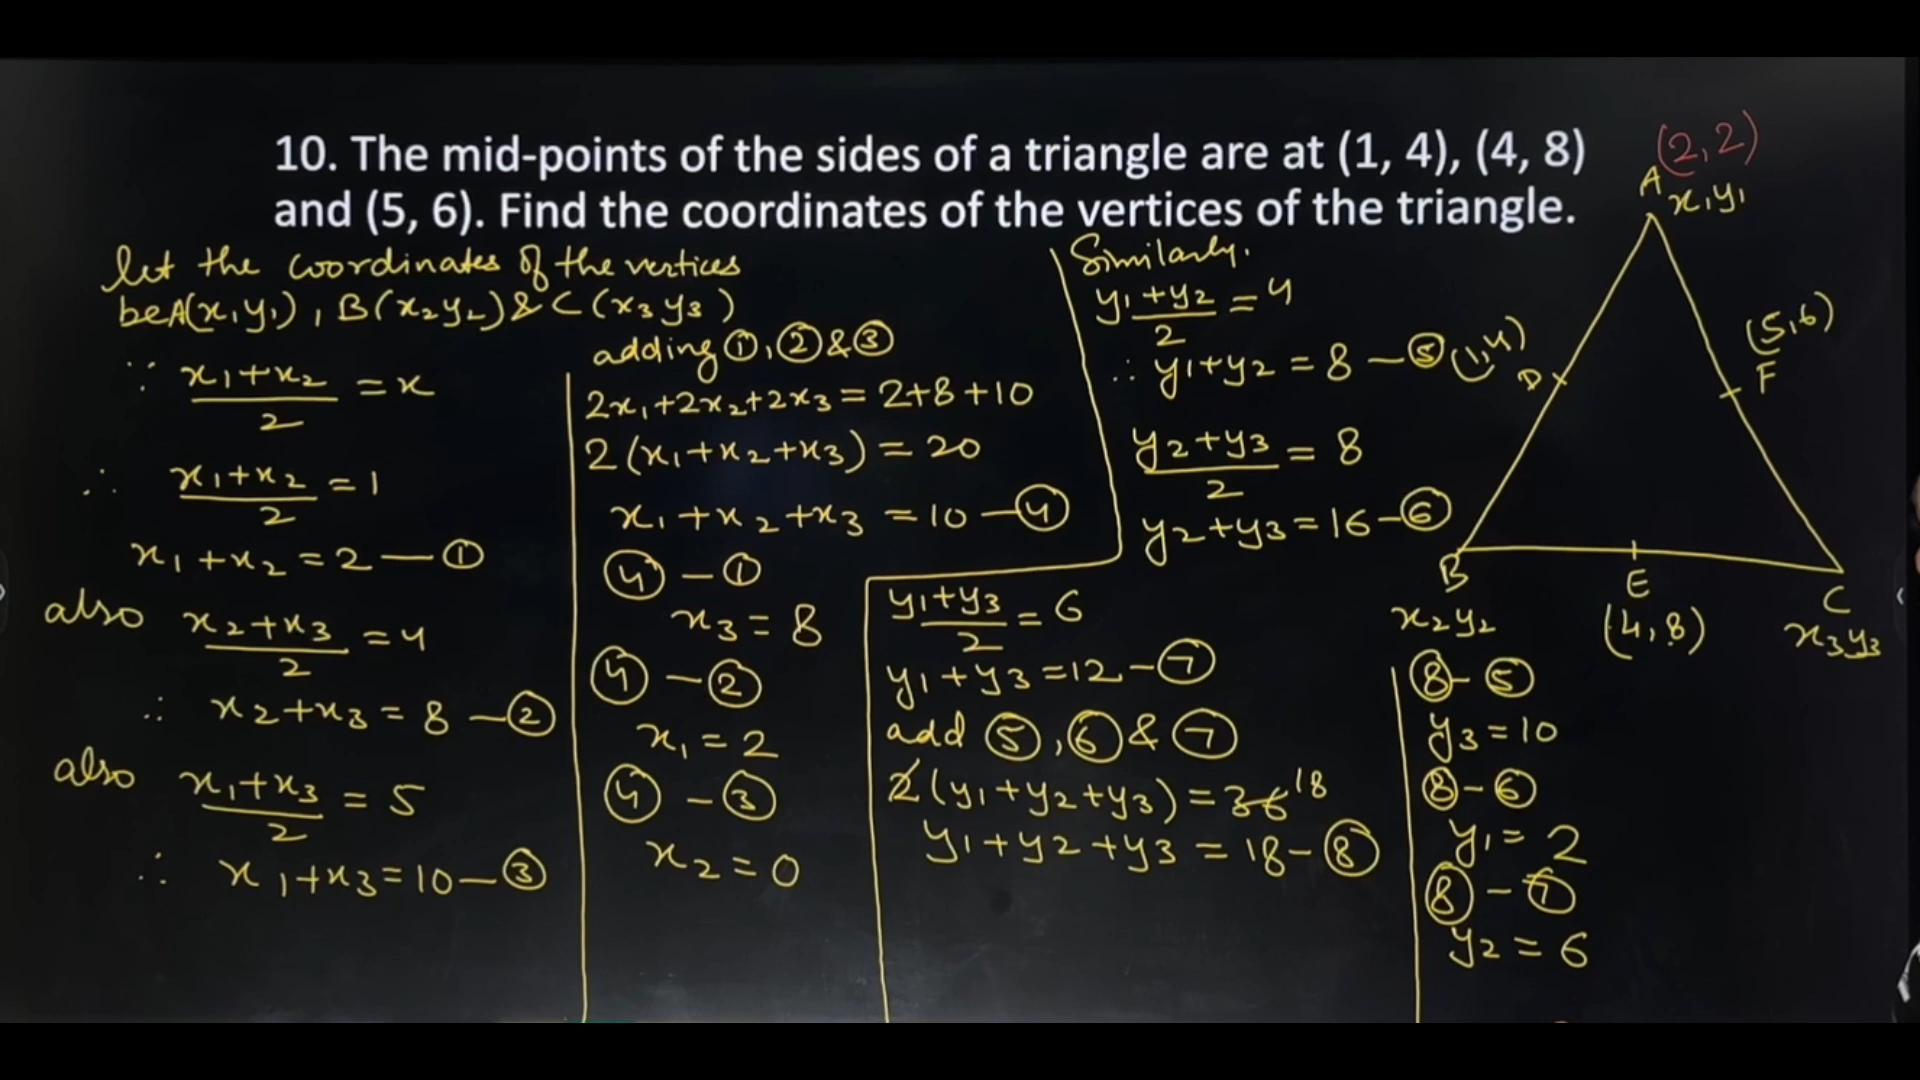 10. The mid-points of the sides of a triangle are at (1, 4), (4, 8)
and (5, 6). Find the coordinates of the vertices of the triangle.
let the coordinates of the vertices
be A(x₁y₁), B(x₂y₂) & C(x₃y₃)
∵ x₁+x₂/2 = x
∴ x₁+x₂/2 = 1
x₁+x₂ = 2 — ①
also x₂+x₃/2 = 4
∴ x₂+x₃ = 8 — ②
also x₁+x₃/2 = 5
∴ x₁+x₃ = 10 — ③
adding ①, ② & ③
2x₁+2x₂+2x₃ = 2+8+10
2(x₁+x₂+x₃) = 20
x₁+x₂+x₃ = 10 — ④
④ – ①
x₃ = 8
④ – ②
x₁ = 2
④ – ③
x₂ = 0
Similarly.
y₁+y₂/2 = 4
∴ y₁+y₂ = 8 — ⑤
y₂+y₃/2 = 8
y₂+y₃ = 16 – ⑥
y₁+y₃/2 = 6
y₁+y₃ = 12 – ⑦
add ⑤, ⑥ & ⑦
2(y₁+y₂+y₃) = 36 18
y₁+y₂+y₃ = 18 – ⑧
⑧ – ⑤
y₃ = 10
⑧ – ⑥
y₁ = 2
⑧ – ⑦
y₂ = 6
(2,2)
A x₁y₁
(1,4)
D
(5,6)
F
B
x₂y₂
E
(4,8)
C
x₃y₃